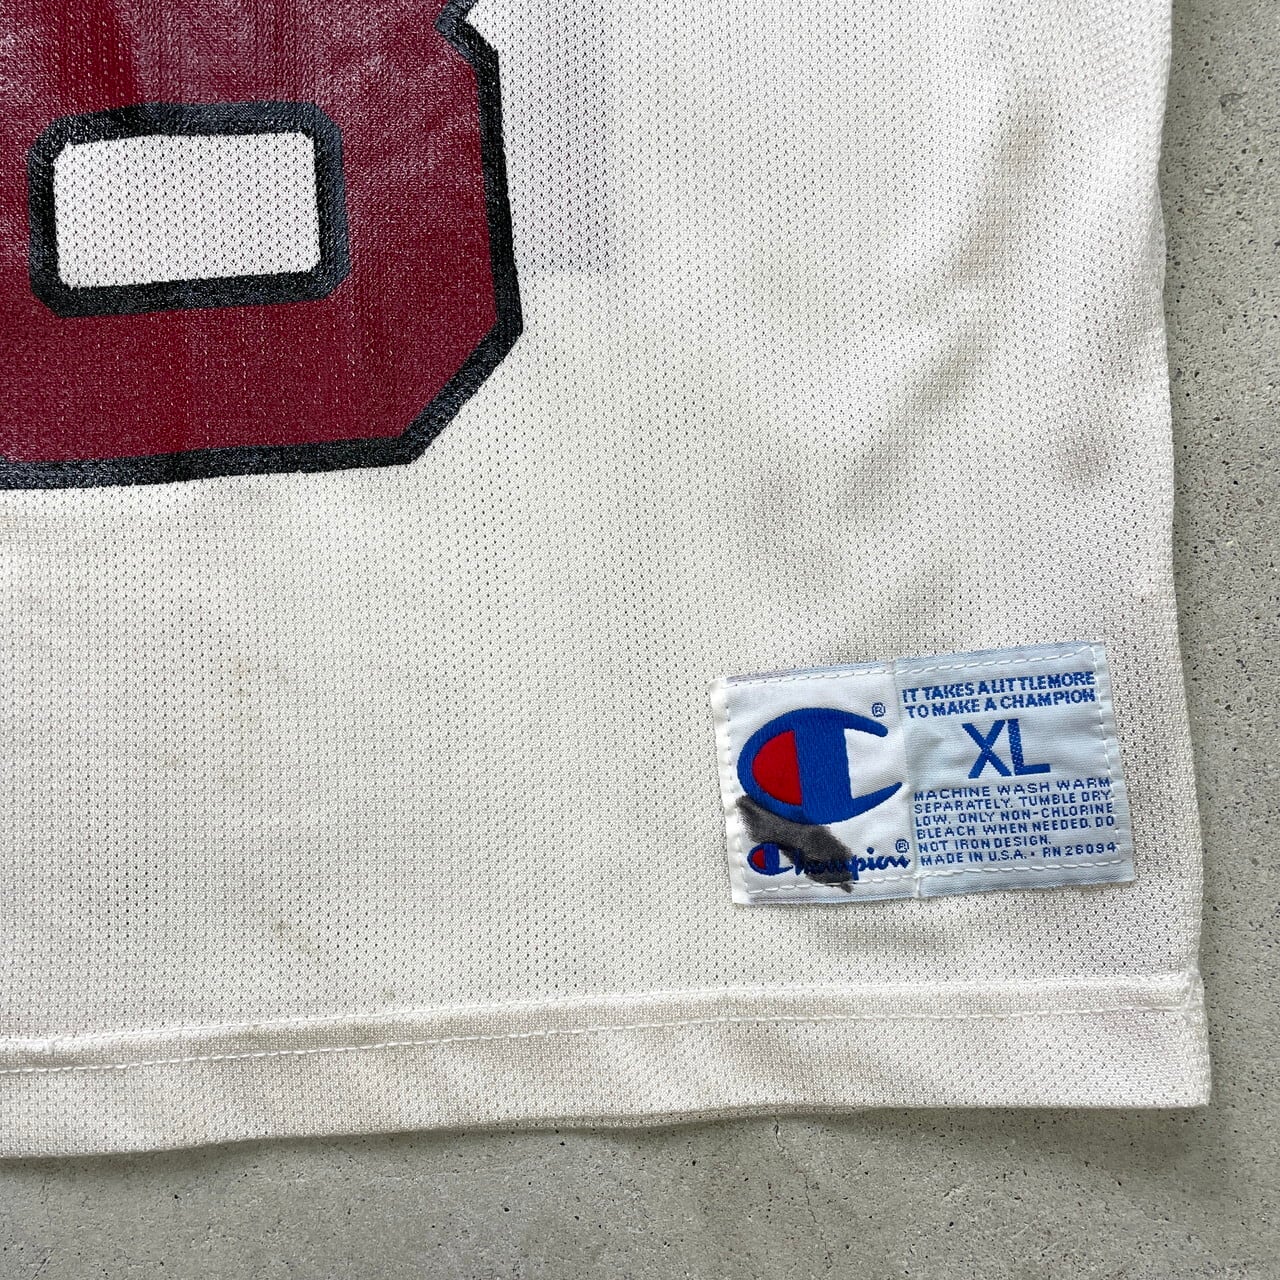 8
®
Champion®
IT TAKES A LITTLE MORE
TO MAKE A CHAMPION
XL
MACHINE WASH WARM
SEPARATELY. TUMBLE DRY
LOW. ONLY NON-CHLORINE
BLEACH WHEN NEEDED. DO
NOT IRON DESIGN.
MADE IN U.S.A. • RN 26094